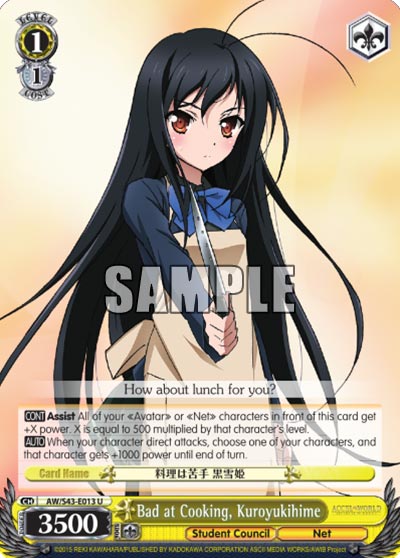 LEVEL
1
1
COST
SAMPLE
How about lunch for you?
CONT Assist All of your «Avatar» or «Net» characters in front of this card get
+X power. X is equal to 500 multiplied by that character's level.
AUTO When your character direct attacks, choose one of your characters, and
that character gets +1000 power until end of turn.
Card Name 料理は苦手 黒雪姫
CH AW/S43-E013 U
POWER 3500
Bad at Cooking, Kuroyukihime
ACCEL WORLD
Student Council Net
©2015 REKI KAWAHARA/PUBLISHED BY KADOKAWA CORPORATION ASCII MEDIA WORKS/AWIB Project